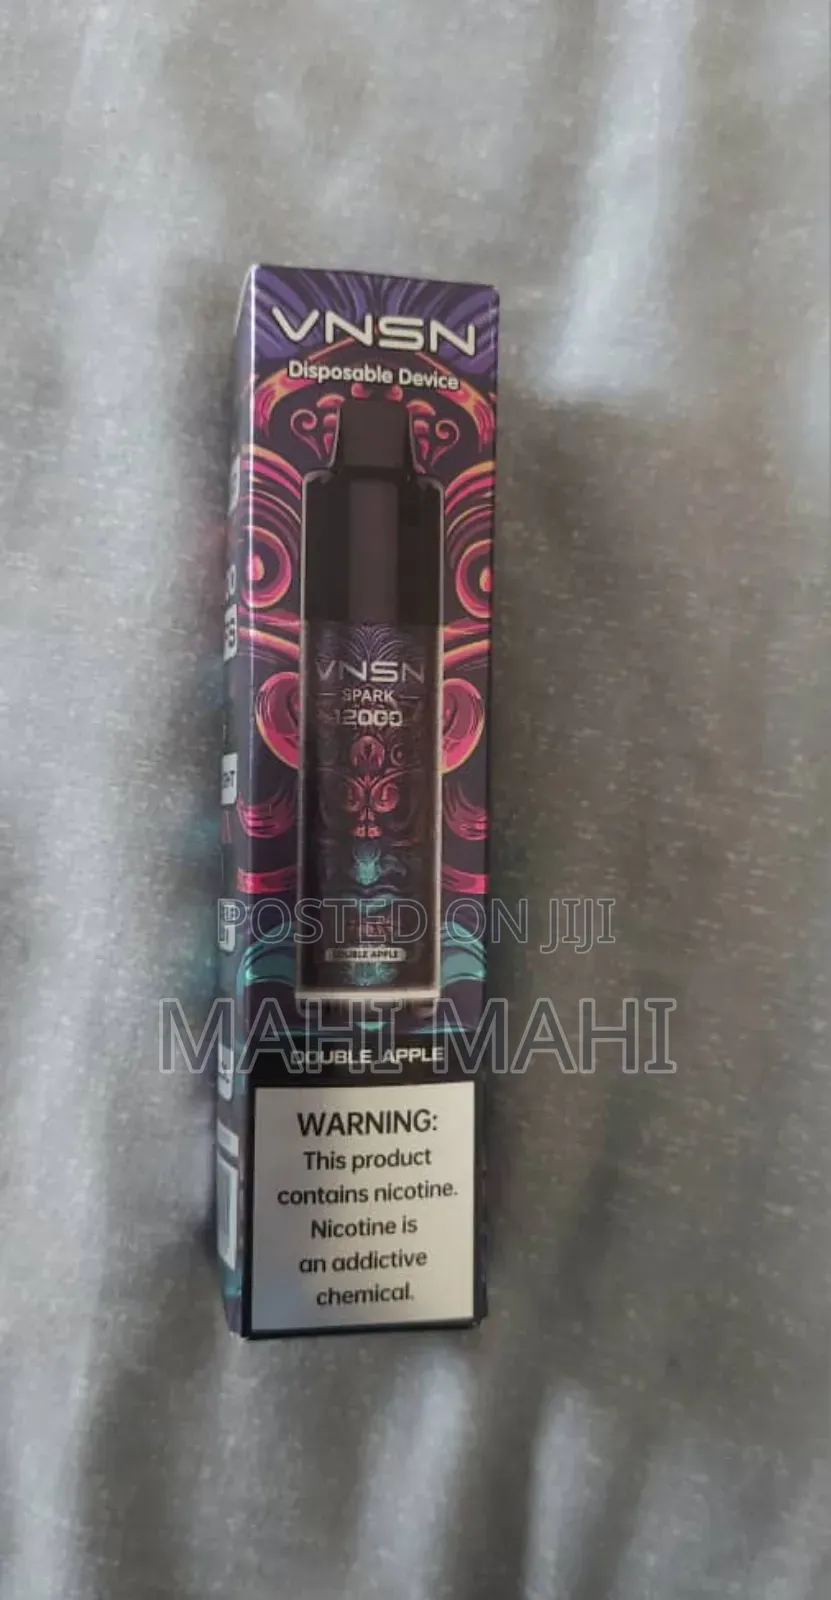 VNSN
Disposable Device
VNSN
SPARK
12000
POSTED ON JIJI
DOUBLE APPLE
MAHI MAHI
DOUBLE APPLE
WARNING:
This product
contains nicotine.
Nicotine is
an addictive
chemical.